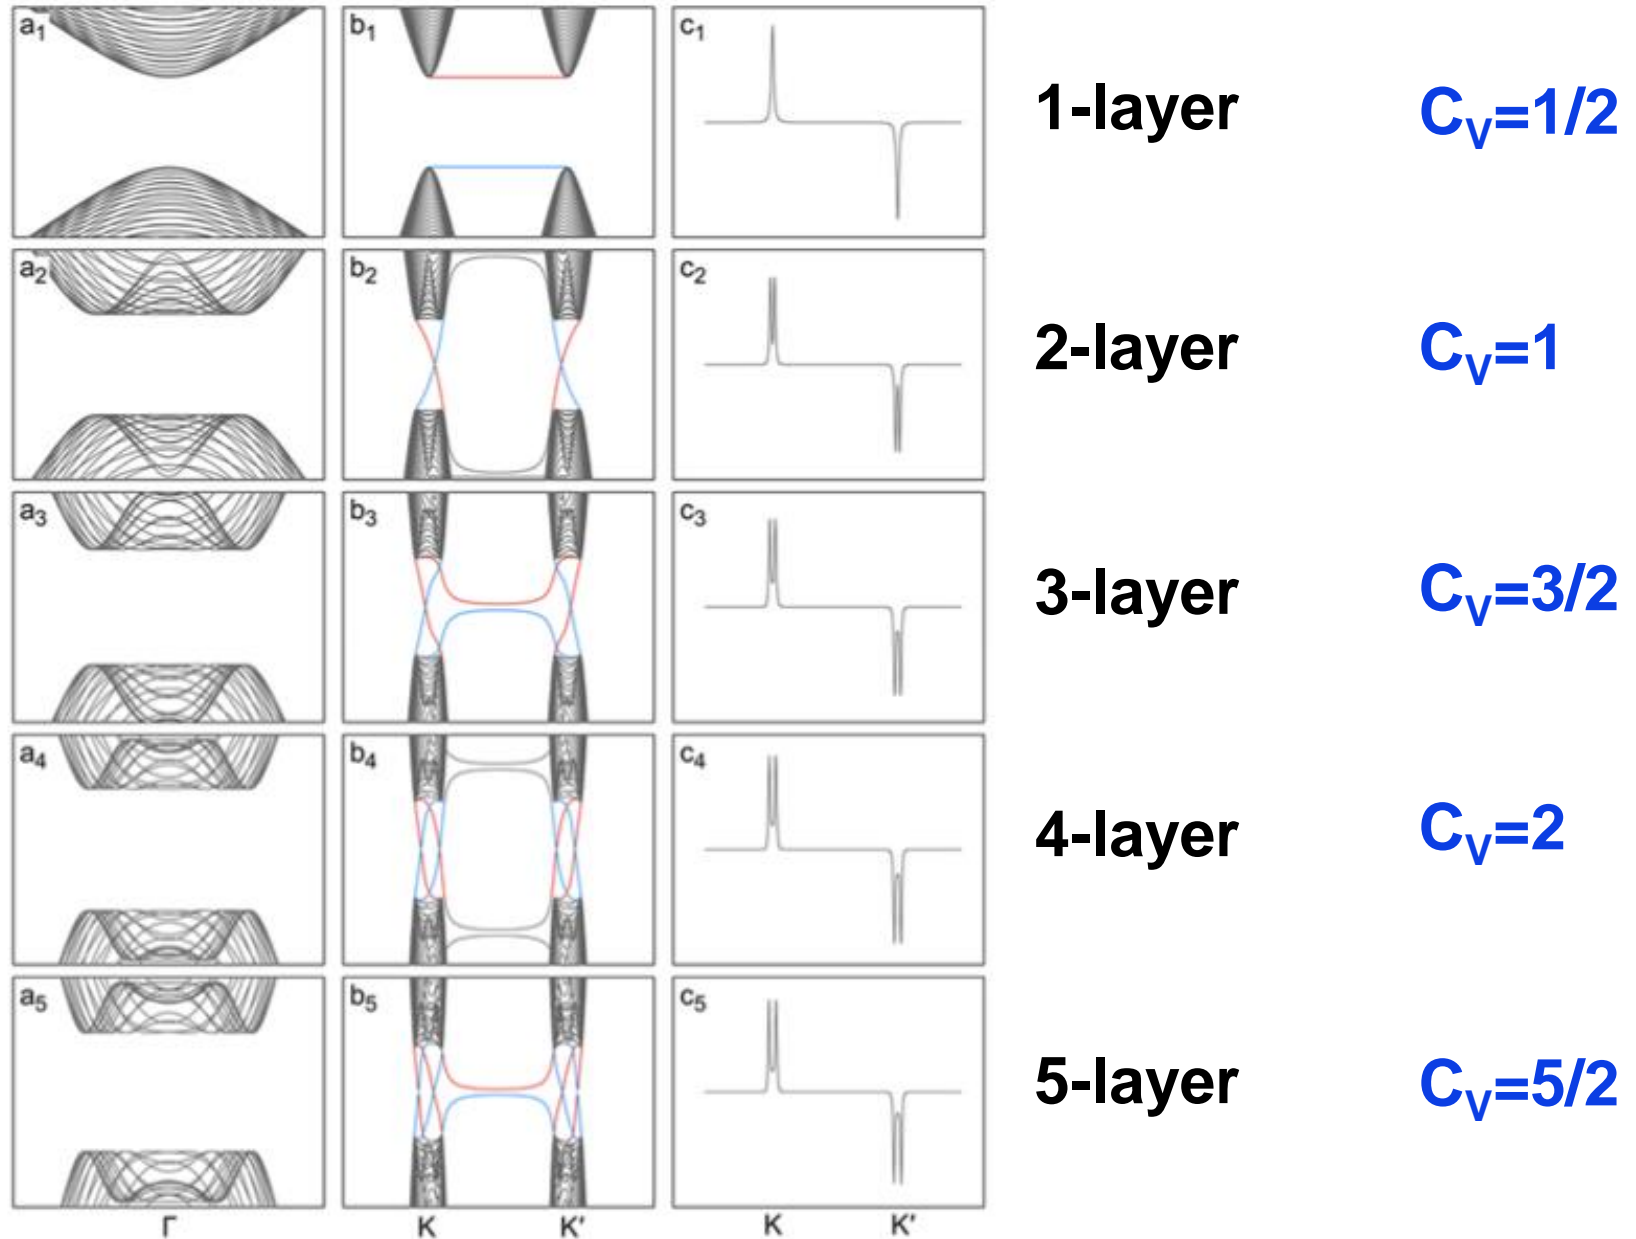 a1 b1 c1 1-layer CV=1/2
a2 b2 c2 2-layer CV=1
a3 b3 c3 3-layer CV=3/2
a4 b4 c4 4-layer CV=2
a5 b5 c5 5-layer CV=5/2
Γ K K' K K'